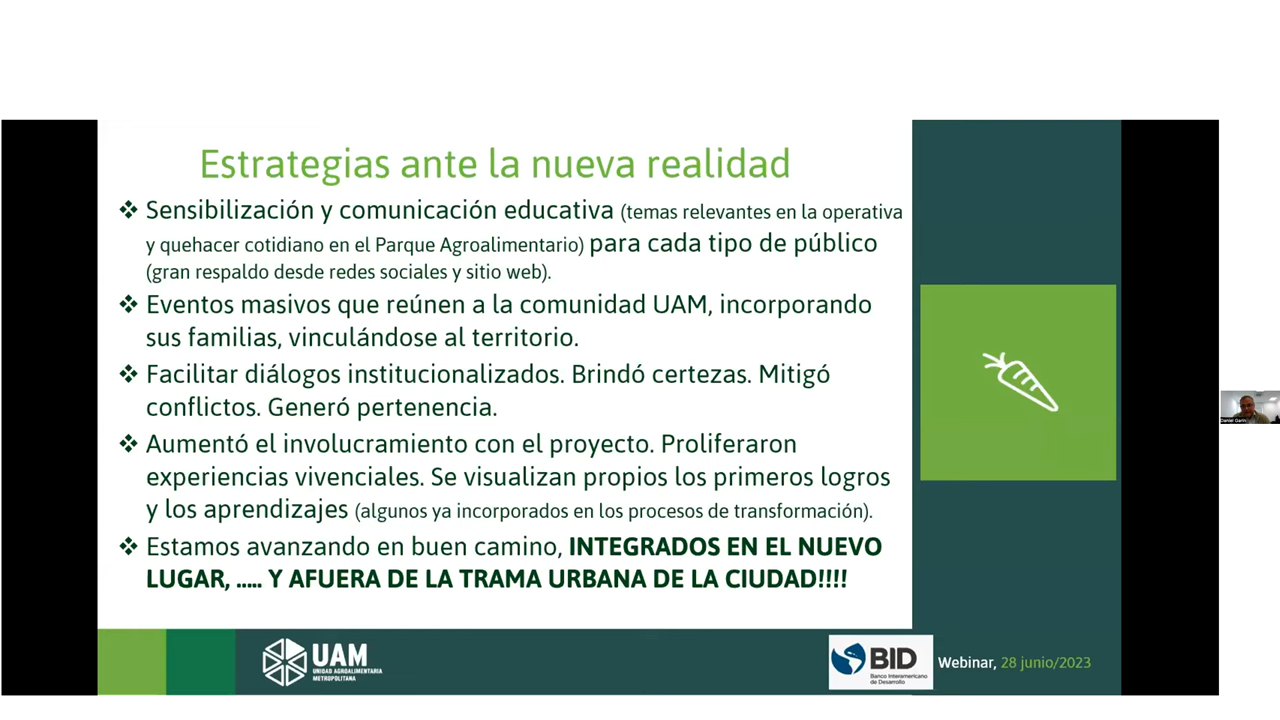 Estrategias ante la nueva realidad
❖ Sensibilización y comunicación educativa (temas relevantes en la operativa
y quehacer cotidiano en el Parque Agroalimentario) para cada tipo de público
(gran respaldo desde redes sociales y sitio web).
❖ Eventos masivos que reúnen a la comunidad UAM, incorporando
sus familias, vinculándose al territorio.
❖ Facilitar diálogos institucionalizados. Brindó certezas. Mitigó
conflictos. Generó pertenencia.
❖ Aumentó el involucramiento con el proyecto. Proliferaron
experiencias vivenciales. Se visualizan propios los primeros logros
y los aprendizajes (algunos ya incorporados en los procesos de transformación).
❖ Estamos avanzando en buen camino, INTEGRADOS EN EL NUEVO
LUGAR, ..... Y AFUERA DE LA TRAMA URBANA DE LA CIUDAD!!!!
UAM
UNIDAD AGROALIMENTARIA
METROPOLITANA
BID
Banco Interamericano
de Desarrollo
Webinar, 28 junio/2023
Daniel Garín